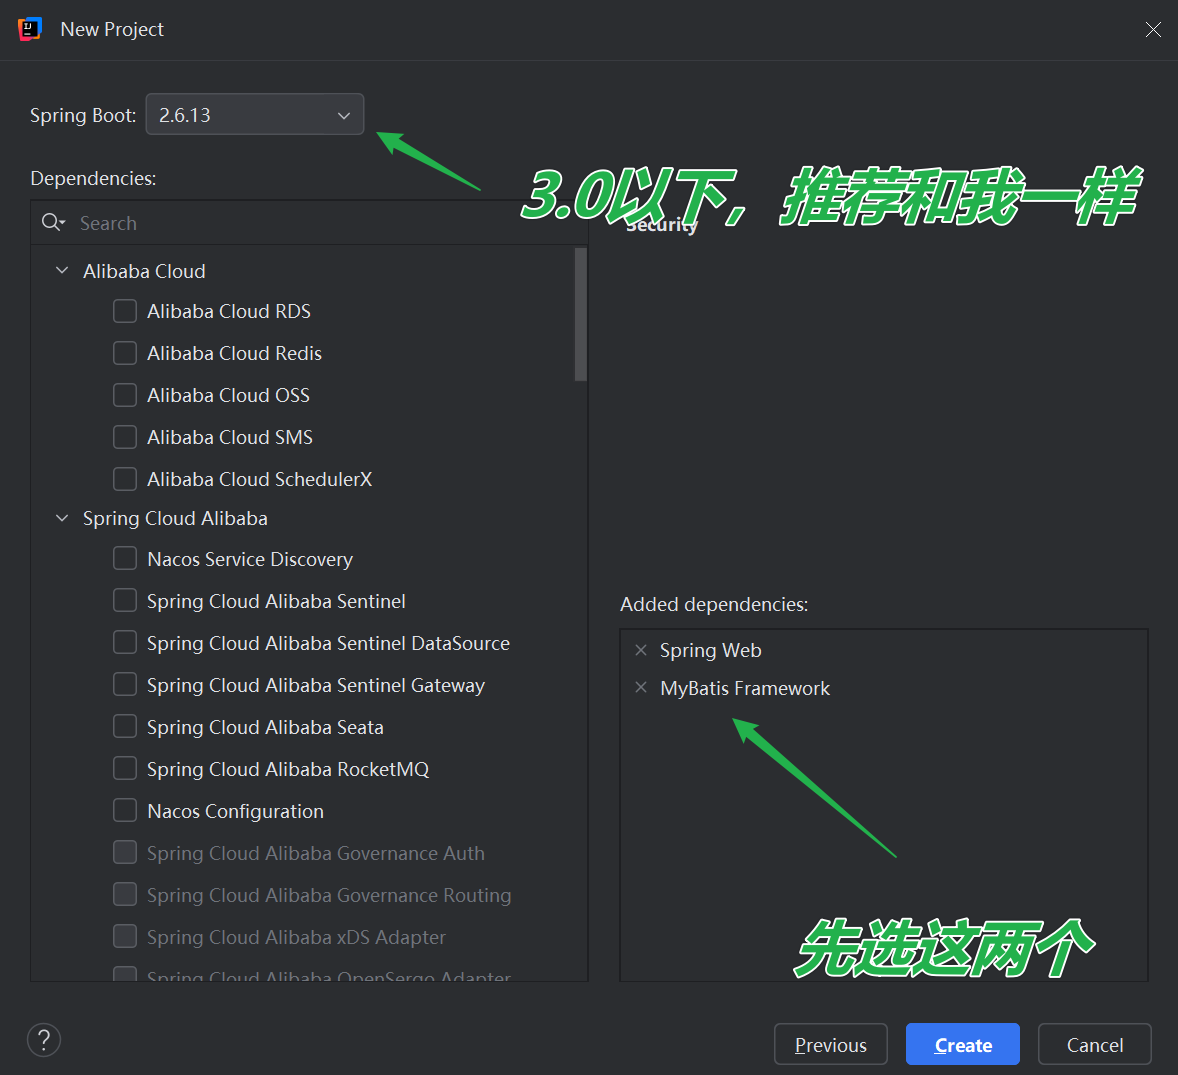 New Project
Spring Boot: 2.6.13
3.0以下，推荐和我一样
Dependencies:
Search
Security
Alibaba Cloud
Alibaba Cloud RDS
Alibaba Cloud Redis
Alibaba Cloud OSS
Alibaba Cloud SMS
Alibaba Cloud SchedulerX
Spring Cloud Alibaba
Nacos Service Discovery
Spring Cloud Alibaba Sentinel
Spring Cloud Alibaba Sentinel DataSource
Spring Cloud Alibaba Sentinel Gateway
Spring Cloud Alibaba Seata
Spring Cloud Alibaba RocketMQ
Nacos Configuration
Spring Cloud Alibaba Governance Auth
Spring Cloud Alibaba Governance Routing
Spring Cloud Alibaba xDS Adapter
Spring Cloud Alibaba OpenSergo Adapter
Added dependencies:
Spring Web
MyBatis Framework
先选这两个
?
Previous
Create
Cancel